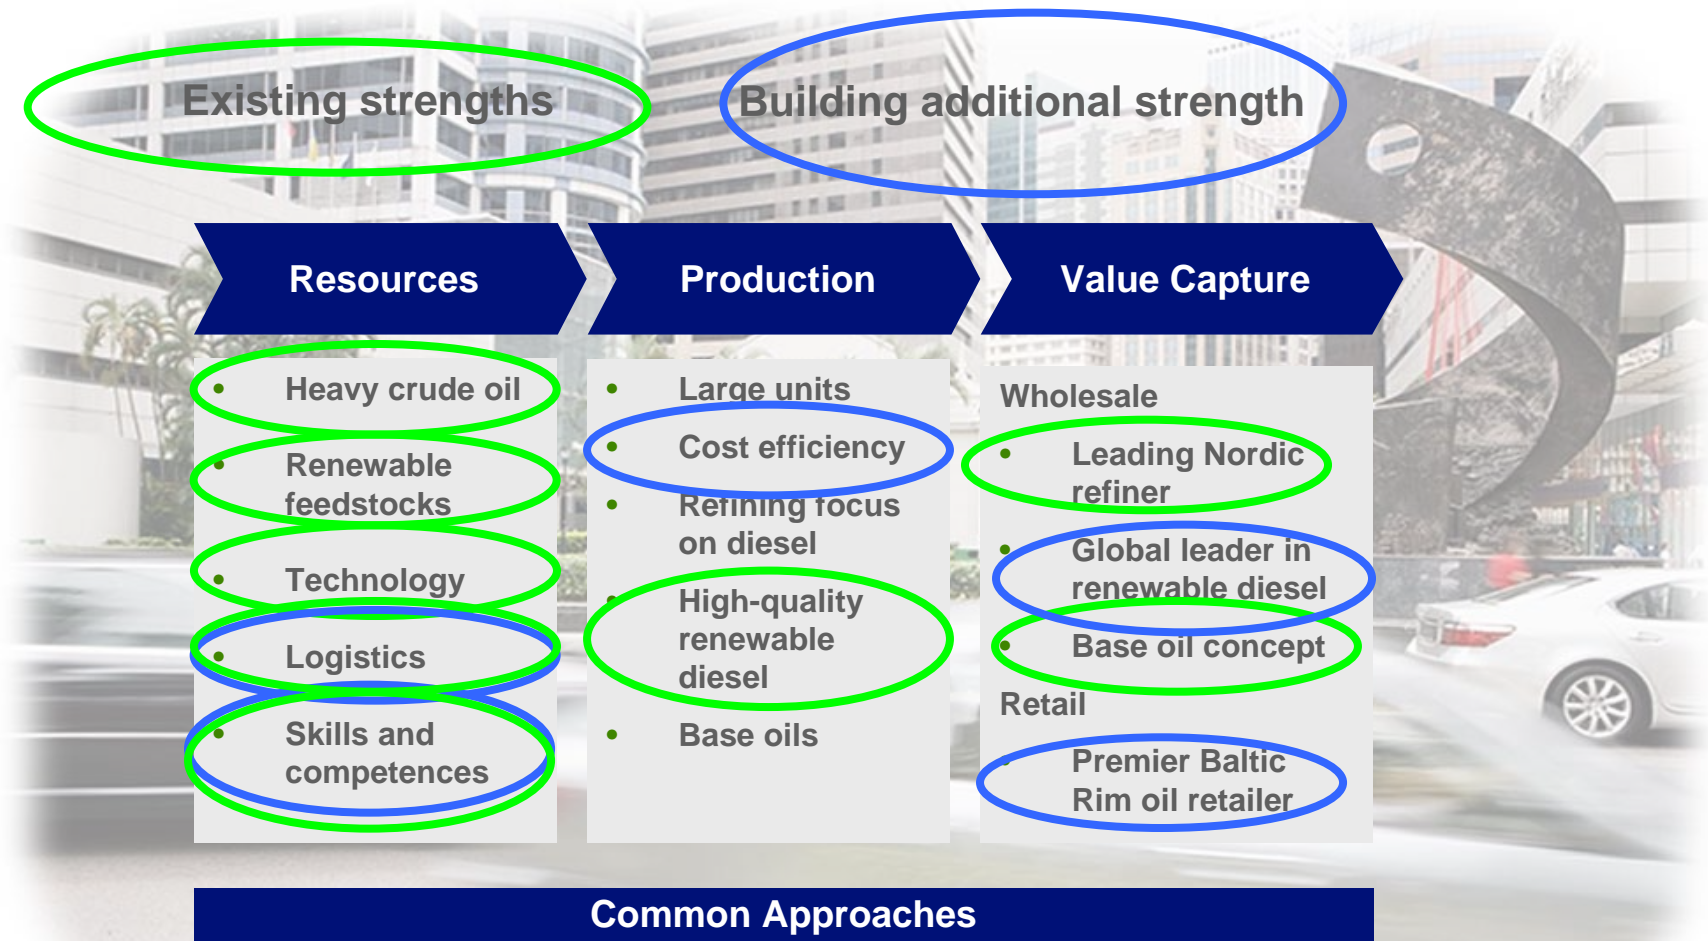 Existing strengths
Building additional strength
Resources
Production
Value Capture
• Heavy crude oil
• Renewable
feedstocks
• Technology
• Logistics
• Skills and
competences
• Large units
• Cost efficiency
• Refining focus
on diesel
• High-quality
renewable
diesel
• Base oils
Wholesale
• Leading Nordic
refiner
• Global leader in
renewable diesel
• Base oil concept
Retail
• Premier Baltic
Rim oil retailer
Common Approaches